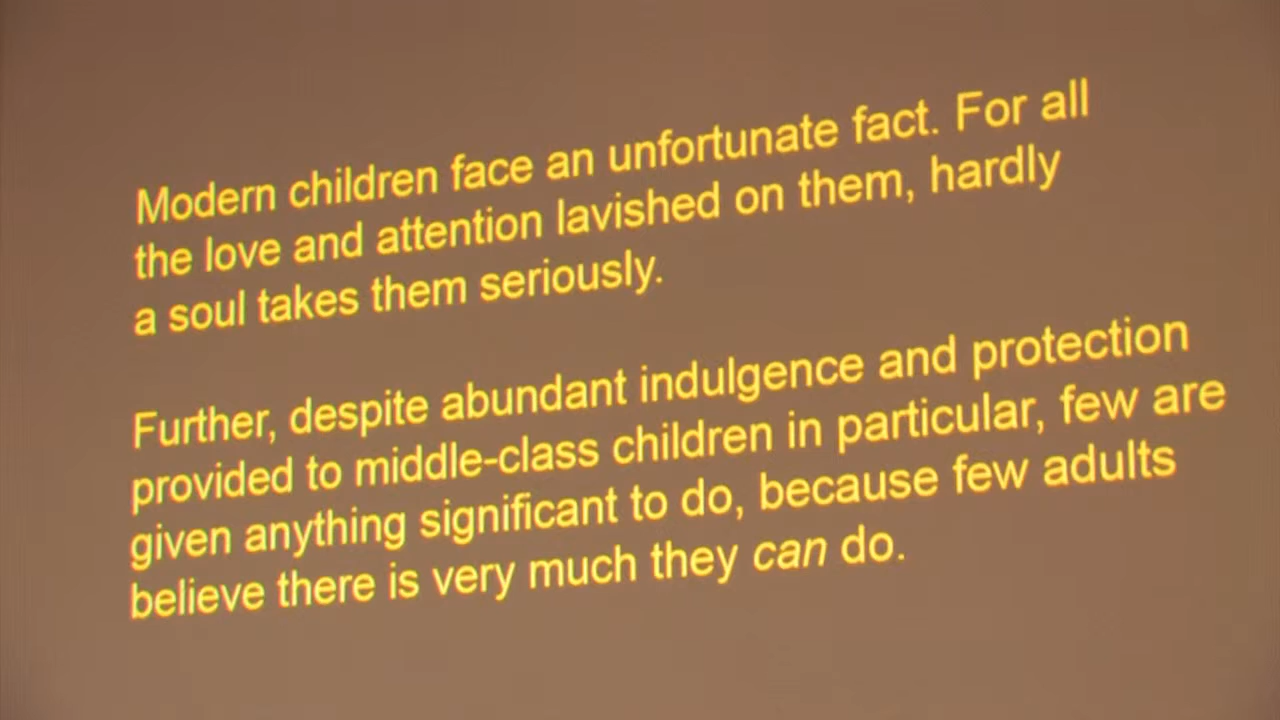 Modern children face an unfortunate fact. For all
the love and attention lavished on them, hardly
a soul takes them seriously.
Further, despite abundant indulgence and protection
provided to middle-class children in particular, few are
given anything significant to do, because few adults
believe there is very much they can do.